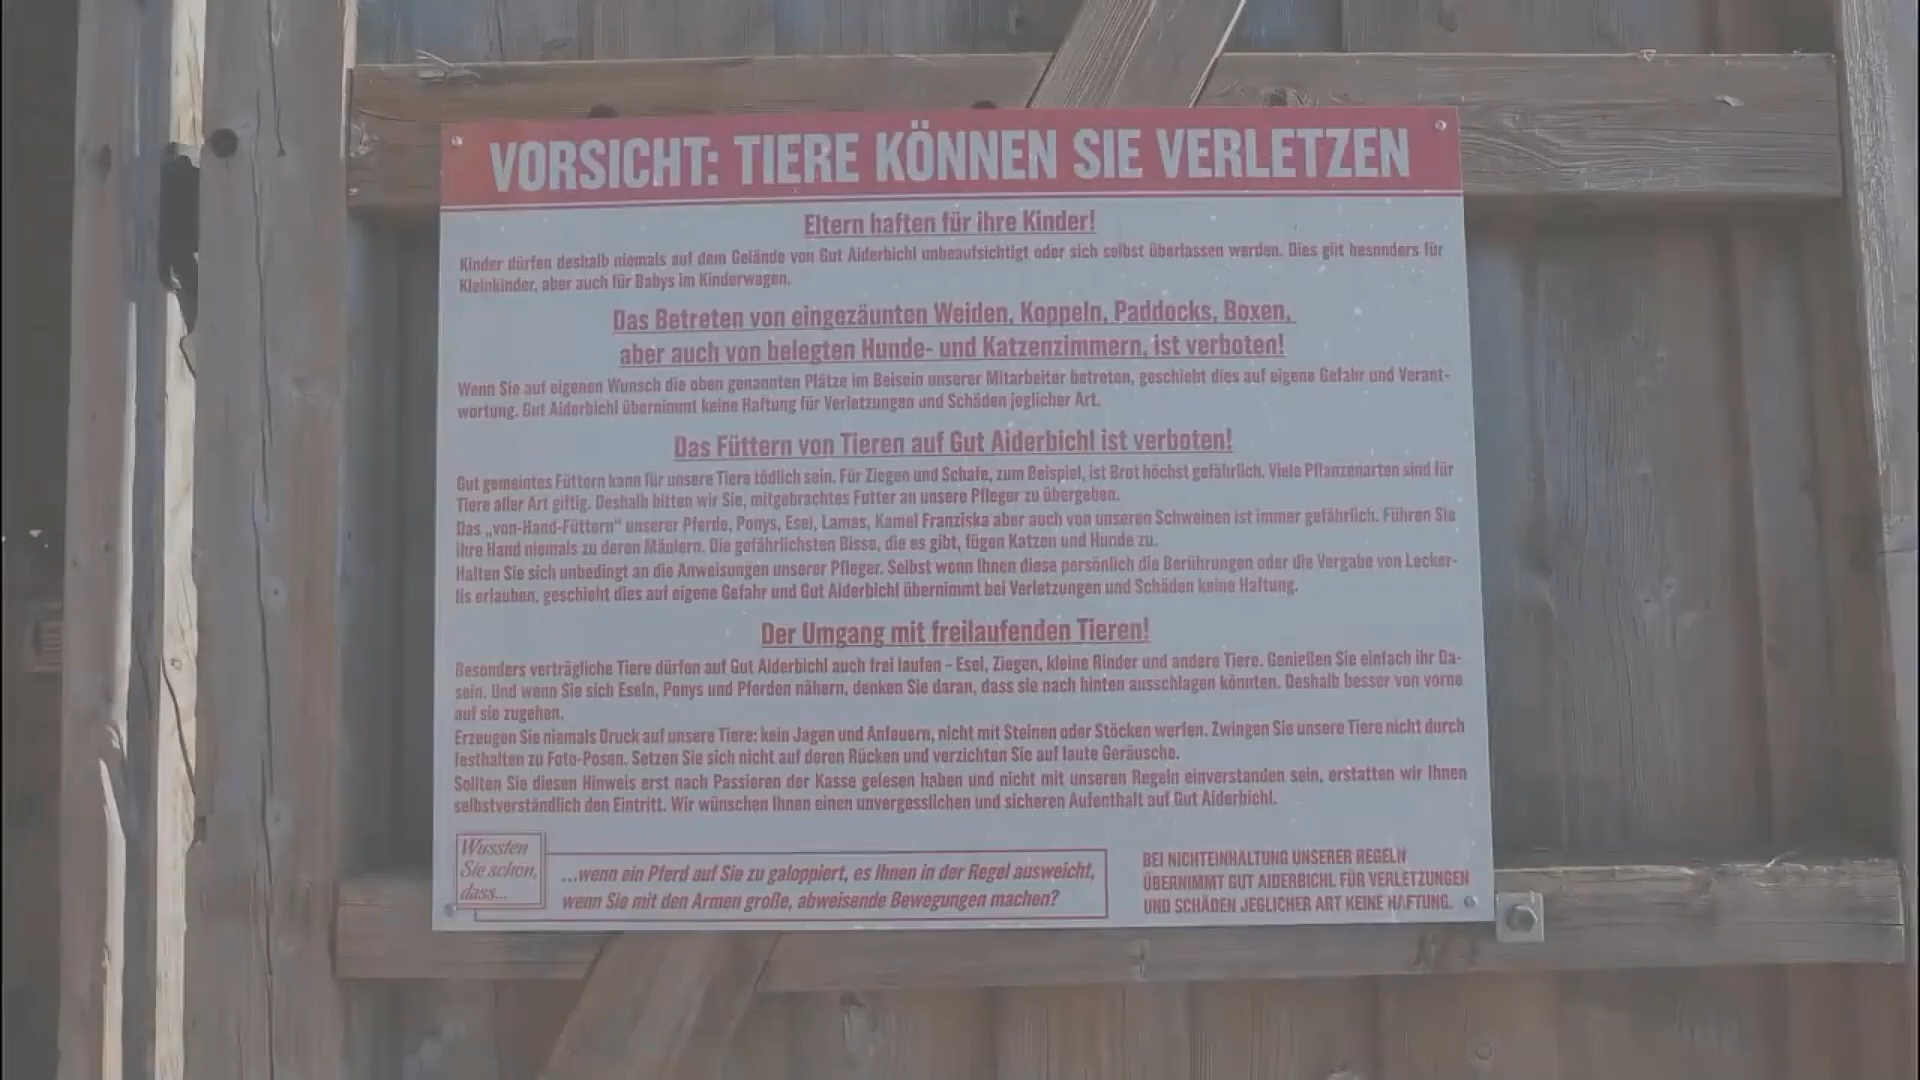 VORSICHT: TIERE KÖNNEN SIE VERLETZEN
Eltern haften für ihre Kinder!
Kinder dürfen deshalb niemals auf dem Gelände von Gut Aiderbichl unbeaufsichtigt oder sich selbst überlassen werden. Dies gilt besonders für
Kleinkinder, aber auch für Babys im Kinderwagen.
Das Betreten von eingezäunten Weiden, Koppeln, Paddocks, Boxen,
aber auch von belegten Hunde- und Katzenzimmern, ist verboten!
Wenn Sie auf eigenen Wunsch die oben genannten Plätze im Beisein unserer Mitarbeiter betreten, geschieht dies auf eigene Gefahr und Verant-
wortung. Gut Aiderbichl übernimmt keine Haftung für Verletzungen und Schäden jeglicher Art.
Das Füttern von Tieren auf Gut Aiderbichl ist verboten!
Gut gemeintes Füttern kann für unsere Tiere tödlich sein. Für Ziegen und Schafe, zum Beispiel, ist Brot höchst gefährlich. Viele Pflanzenarten sind für
Tiere aller Art giftig. Deshalb bitten wir Sie, mitgebrachtes Futter an unsere Pfleger zu übergeben.
Das „von-Hand-Füttern“ unserer Pferde, Ponys, Esel, Lamas, Kamel Franziska aber auch von unseren Schweinen ist immer gefährlich. Führen Sie
ihre Hand niemals zu deren Mäulern. Die gefährlichsten Bisse, die es gibt, fügen Katzen und Hunde zu.
Halten Sie sich unbedingt an die Anweisungen unserer Pfleger. Selbst wenn Ihnen diese persönlich die Berührungen oder die Vergabe von Lecker-
lis erlauben, geschieht dies auf eigene Gefahr und Gut Aiderbichl übernimmt bei Verletzungen und Schäden keine Haftung.
Der Umgang mit freilaufenden Tieren!
Besonders verträgliche Tiere dürfen auf Gut Aiderbichl auch frei laufen – Esel, Ziegen, kleine Rinder und andere Tiere. Genießen Sie einfach ihr Da-
sein. Und wenn Sie sich Eseln, Ponys und Pferden nähern, denken Sie daran, dass sie nach hinten ausschlagen könnten. Deshalb besser von vorne
auf sie zugehen.
Erzeugen Sie niemals Druck auf unsere Tiere: kein Jagen und Anfeuern, nicht mit Steinen oder Stöcken werfen. Zwingen Sie unsere Tiere nicht durch
festhalten zu Foto-Posen. Setzen Sie sich nicht auf deren Rücken und verzichten Sie auf laute Geräusche.
Sollten Sie diesen Hinweis erst nach Passieren der Kasse gelesen haben und nicht mit unseren Regeln einverstanden sein, erstatten wir Ihnen
selbstverständlich den Eintritt. Wir wünschen Ihnen einen unvergesslichen und sicheren Aufenthalt auf Gut Aiderbichl.
Wussten
Sie schon,
dass...
...wenn ein Pferd auf Sie zu galoppiert, es Ihnen in der Regel ausweicht,
wenn Sie mit den Armen große, abweisende Bewegungen machen?
BEI NICHTEINHALTUNG UNSERER REGELN
ÜBERNIMMT GUT AIDERBICHL FÜR VERLETZUNGEN
UND SCHÄDEN JEGLICHER ART KEINE HAFTUNG.